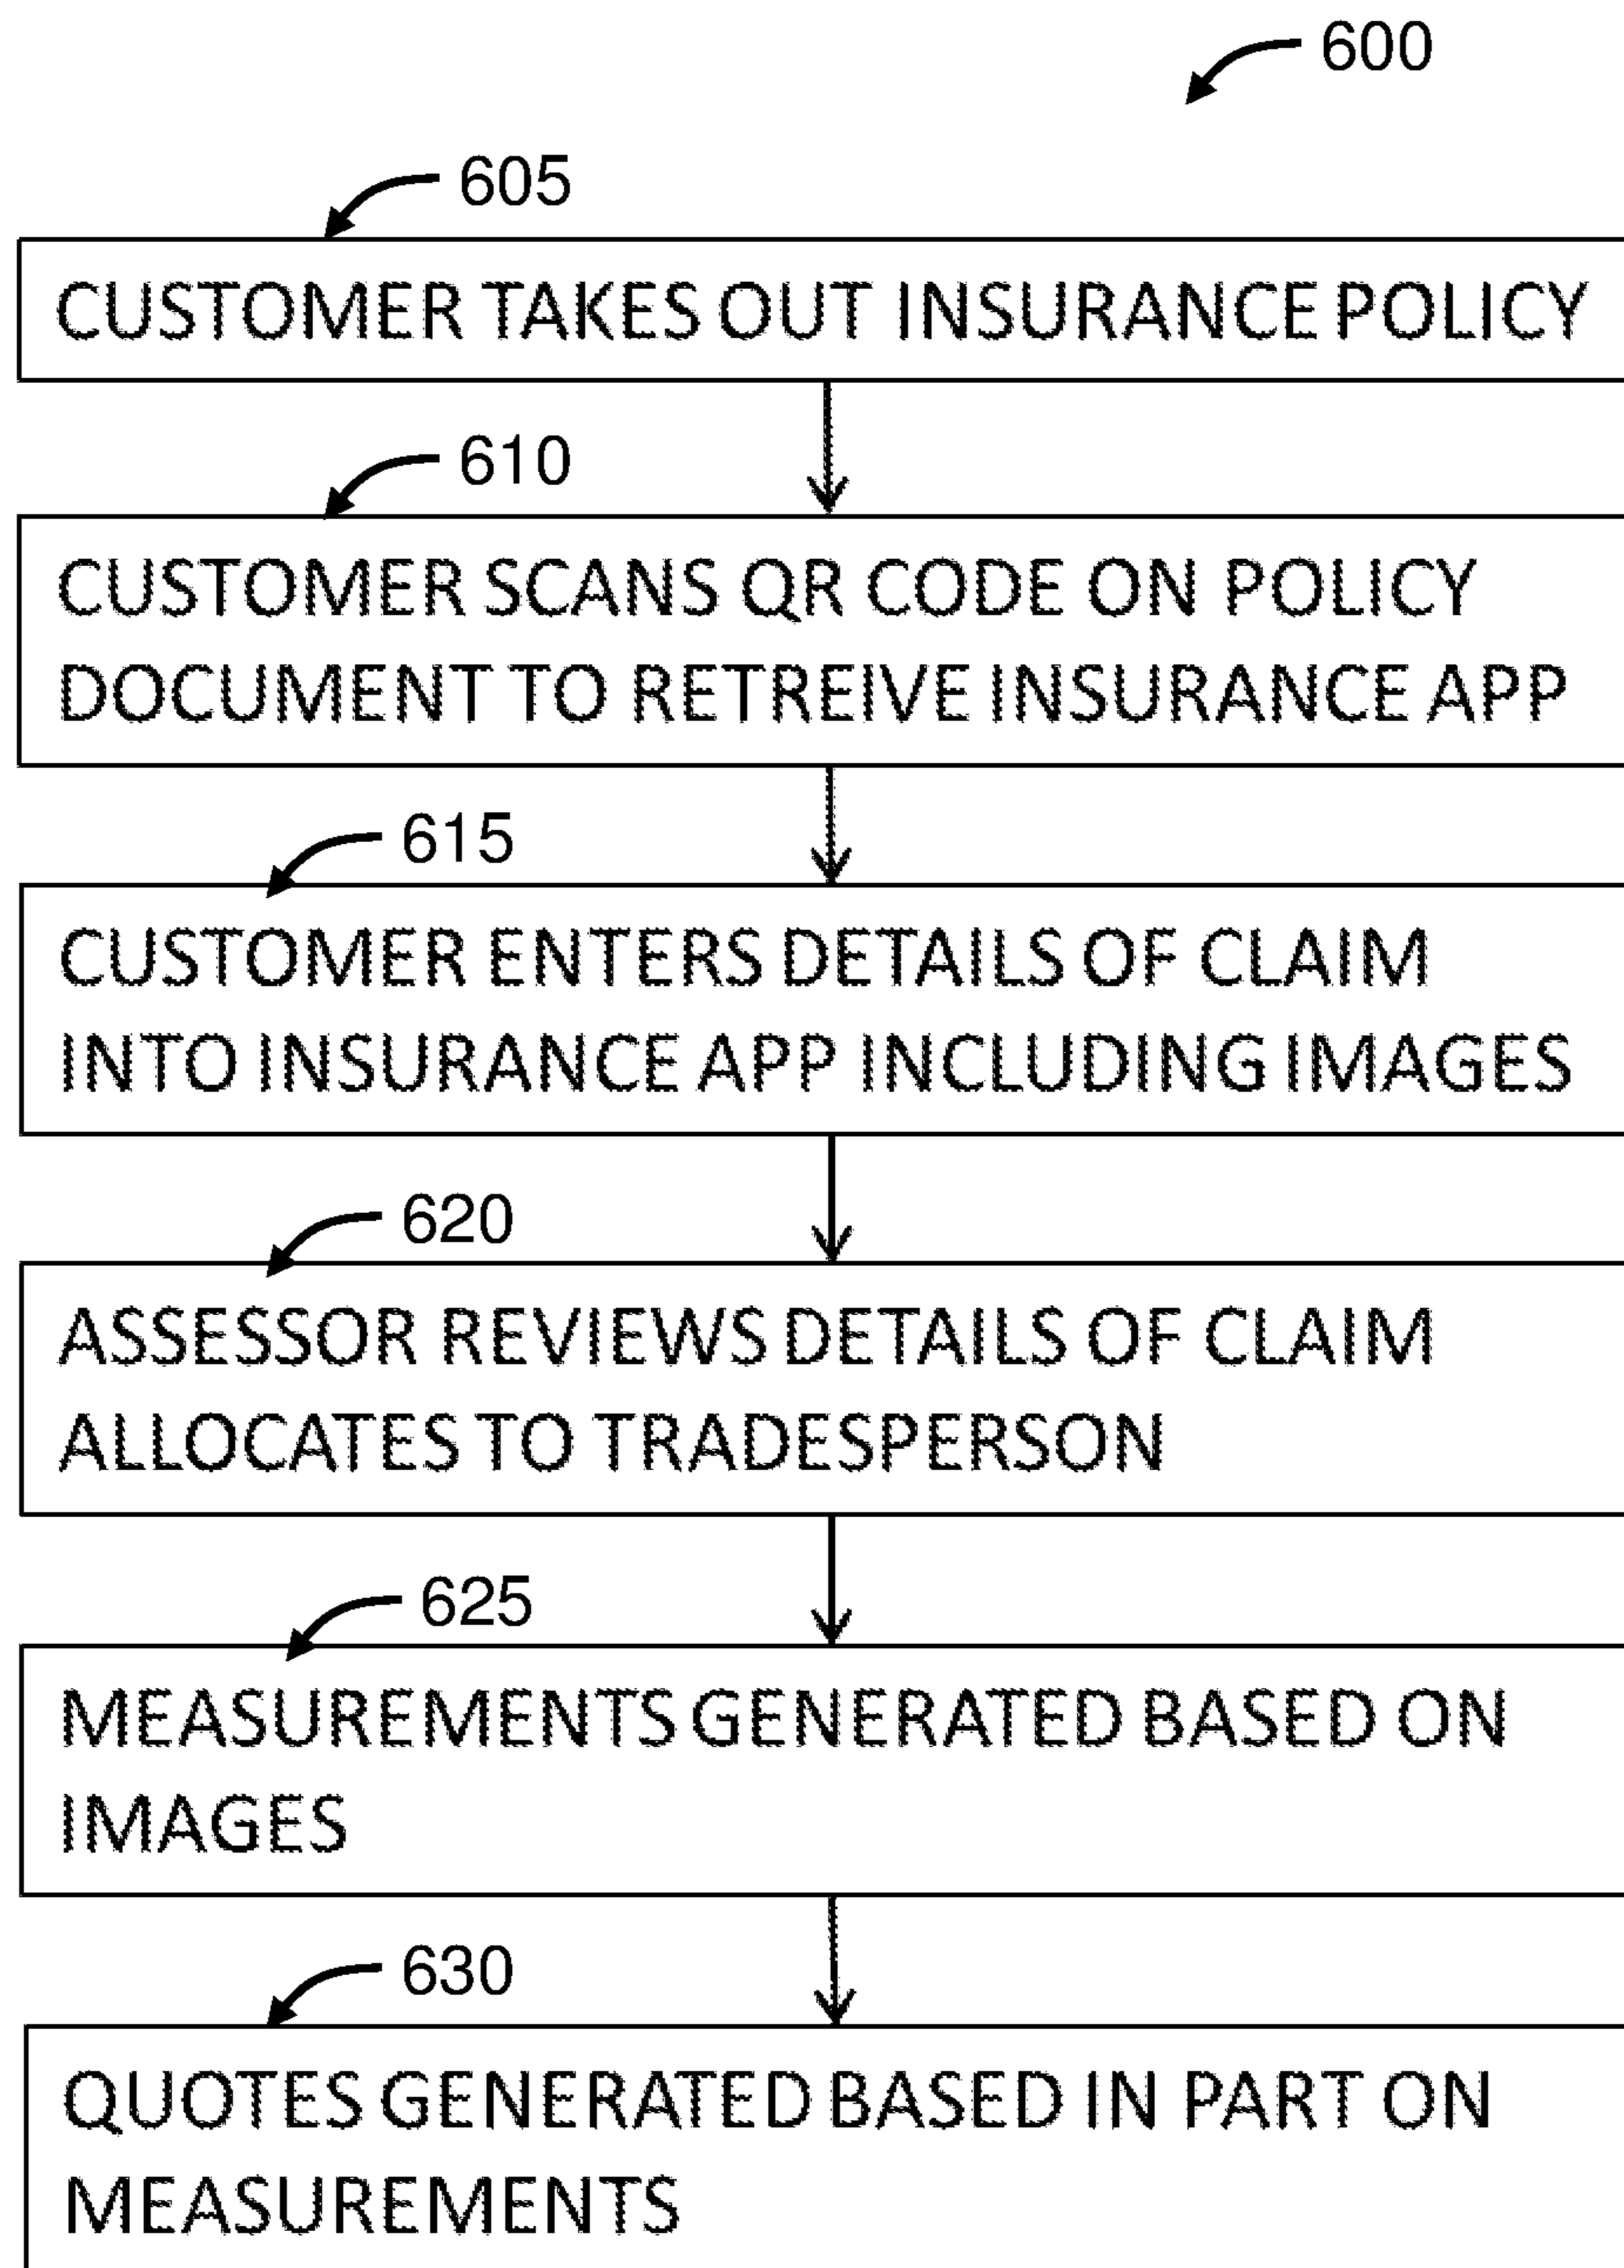 600
605
CUSTOMER TAKES OUT INSURANCE POLICY
610
CUSTOMER SCANS QR CODE ON POLICY
DOCUMENT TO RETREIVE INSURANCE APP
615
CUSTOMER ENTERS DETAILS OF CLAIM
INTO INSURANCE APP INCLUDING IMAGES
620
ASSESSOR REVIEWS DETAILS OF CLAIM
ALLOCATES TO TRADESPERSON
625
MEASUREMENTS GENERATED BASED ON
IMAGES
630
QUOTES GENERATED BASED IN PART ON
MEASUREMENTS